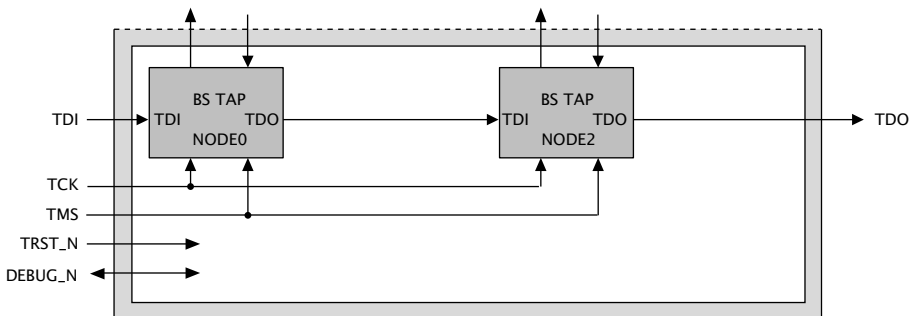 BS TAP
BS TAP
TDI
TDI
TDO
TDI
TDO
TDO
NODE0
NODE2
TCK
TMS
TRST_N
DEBUG_N